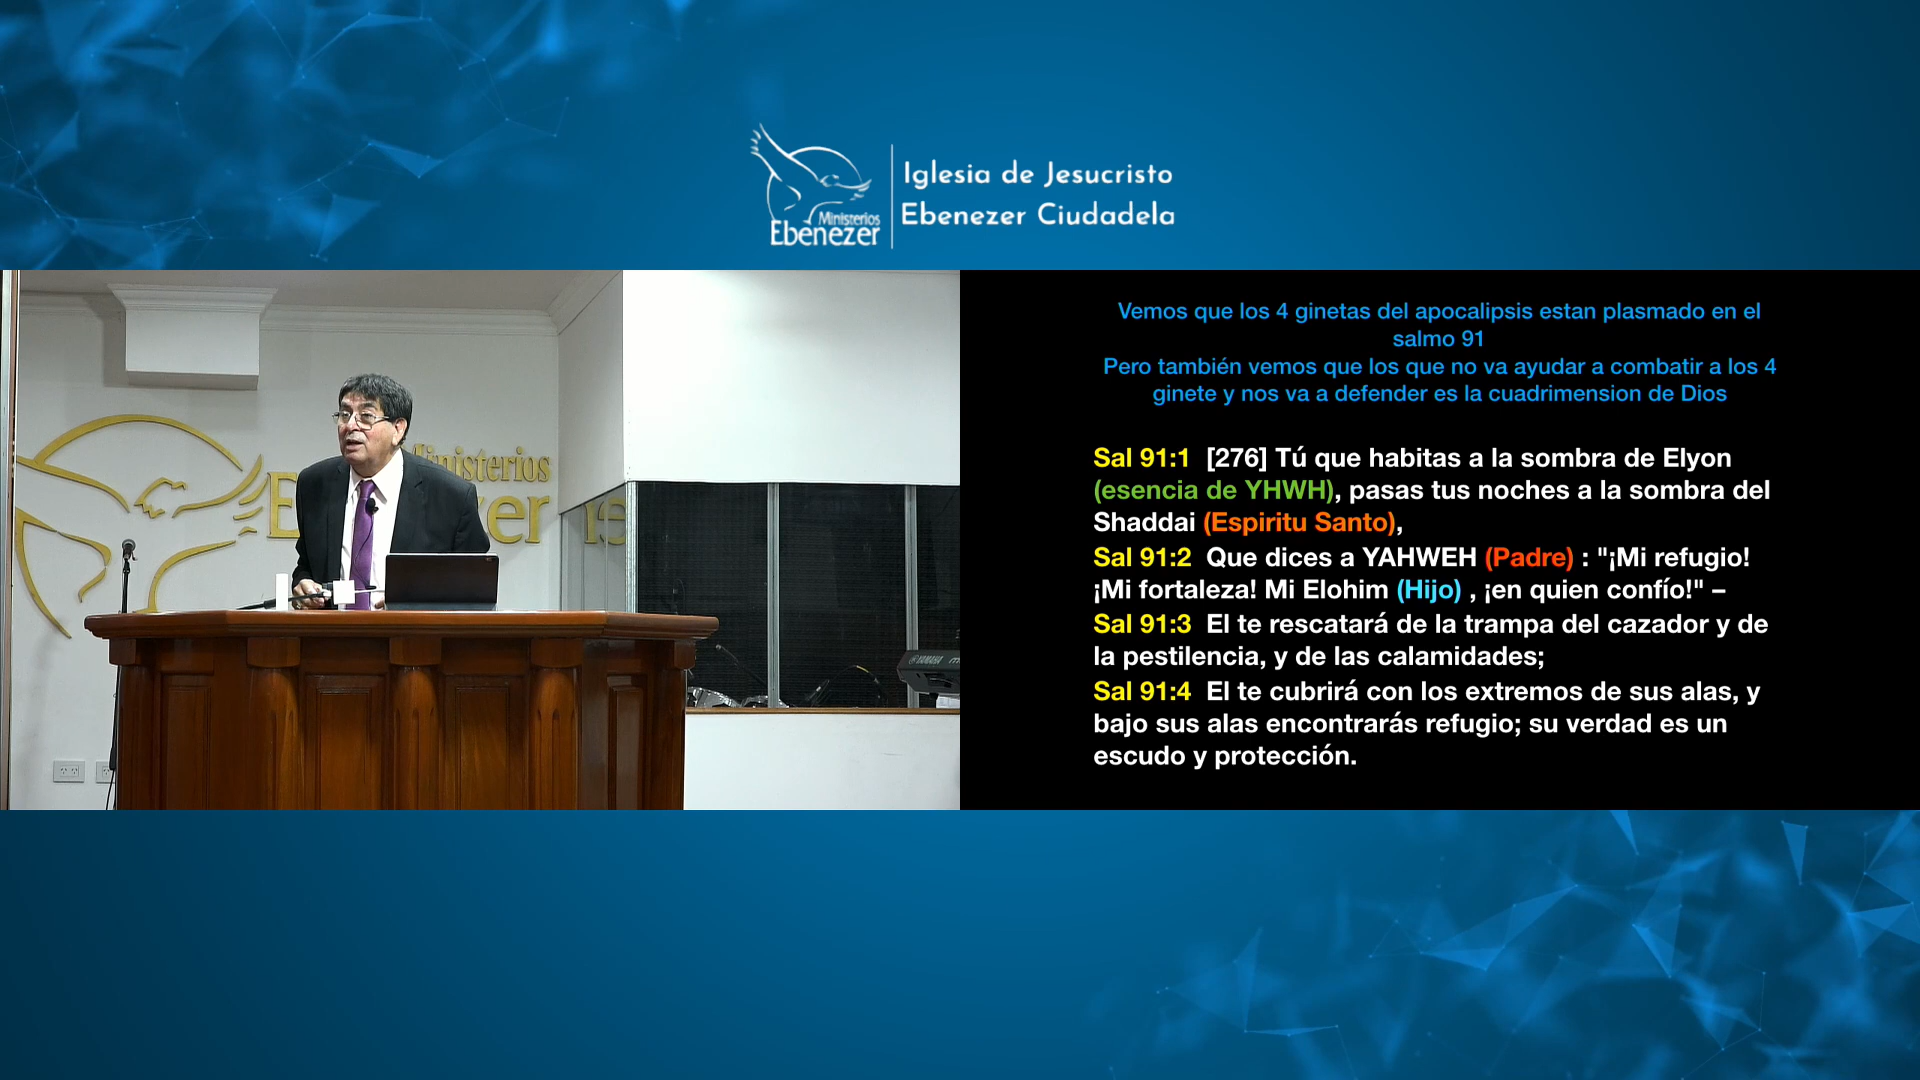 Iglesia de Jesucristo
Ebenezer Ciudadela
Ministerios
Ebenezer
Ministerios
E zer
Vemos que los 4 ginetas del apocalipsis estan plasmado en el
salmo 91
Pero también vemos que los que no va ayudar a combatir a los 4
ginete y nos va a defender es la cuadrimension de Dios
Sal 91:1 [276] Tú que habitas a la sombra de Elyon
(esencia de YHWH), pasas tus noches a la sombra del
Shaddai (Espiritu Santo),
Sal 91:2 Que dices a YAHWEH (Padre) : "¡Mi refugio!
¡Mi fortaleza! Mi Elohim (Hijo) , ¡en quien confío!" –
Sal 91:3 El te rescatará de la trampa del cazador y de
la pestilencia, y de las calamidades;
Sal 91:4 El te cubrirá con los extremos de sus alas, y
bajo sus alas encontrarás refugio; su verdad es un
escudo y protección.
YAMAHA